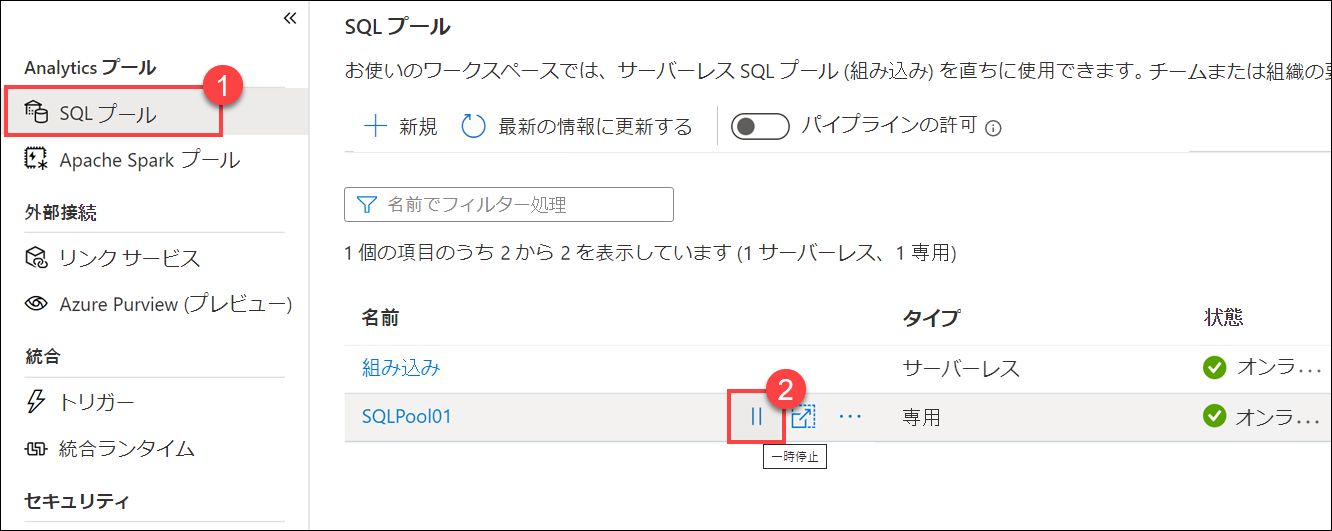 «
Analytics プール
1
SQL プール
Apache Spark プール
外部接続
リンク サービス
Azure Purview (プレビュー)
統合
トリガー
統合ランタイム
セキュリティ
SQL プール
お使いのワークスペースでは、サーバーレス SQL プール (組み込み) を直ちに使用できます。チームまたは組織の要
新規 最新の情報に更新する パイプラインの許可
名前でフィルター処理
1 個の項目のうち 2 から 2 を表示しています (1 サーバーレス、1 専用)
名前 タイプ 状態
組み込み サーバーレス オンラ...
2
SQLPool01 ... 専用 オンラ...
一時停止